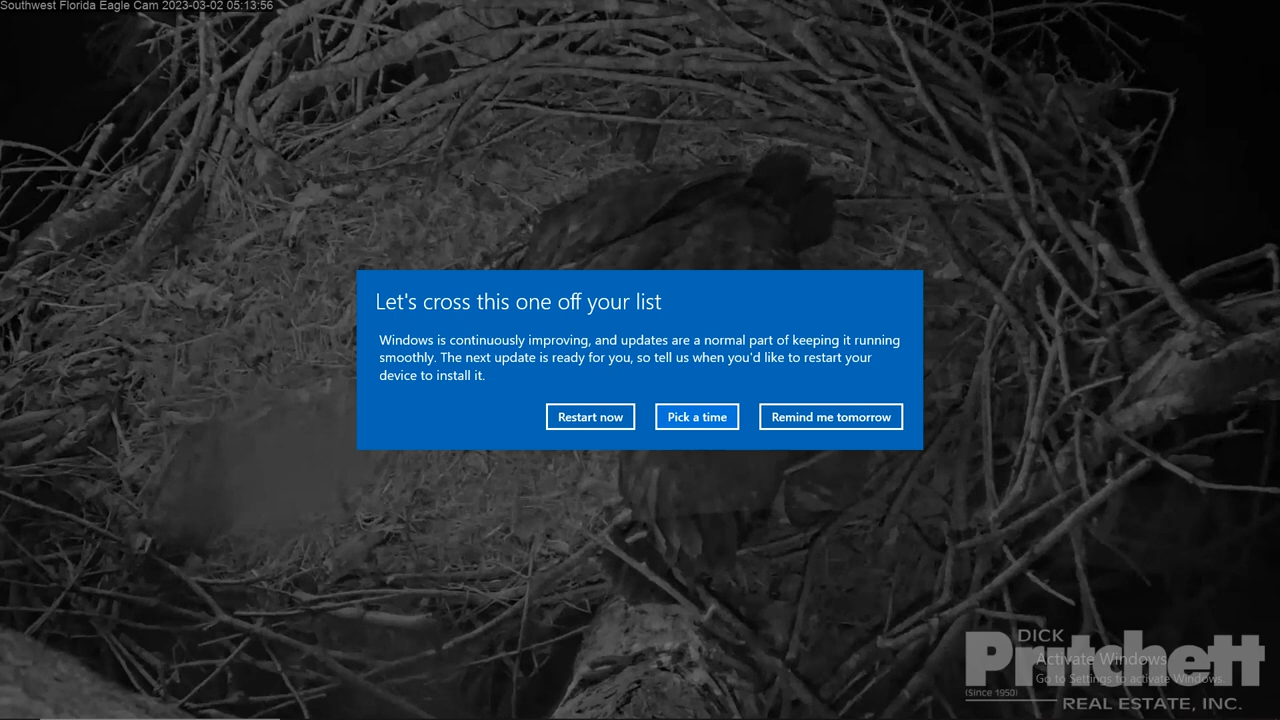 Southwest Florida Eagle Cam 2023-03-02 05:13:56
Let's cross this one off your list
Windows is continuously improving, and updates are a normal part of keeping it running
smoothly. The next update is ready for you, so tell us when you'd like to restart your
device to install it.
Restart now
Pick a time
Remind me tomorrow
DICK
Pritchett
Activate Windows
Go to Settings to activate Windows.
(Since 1950)
REAL ESTATE, INC.